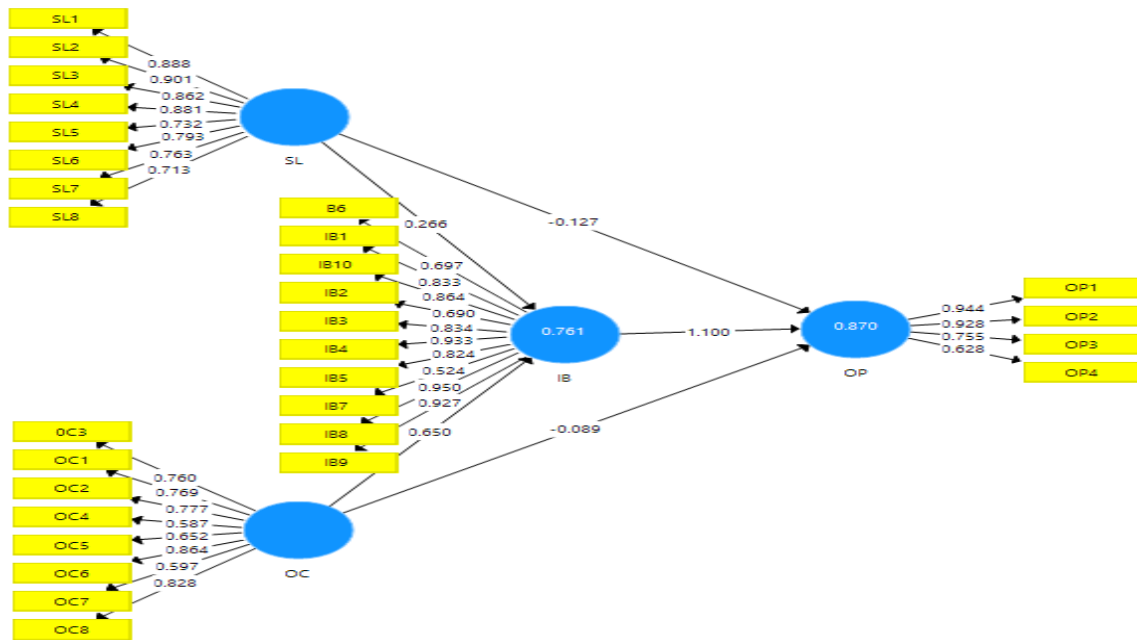 SL1
SL2
SL3
SL4
SL5
SL6
SL7
SL8
0.888
0.901
0.862
0.881
0.732
0.793
0.763
0.713
SL
0.266
-0.127
B6
IB1
IB10
IB2
IB3
IB4
IB5
IB7
IB8
IB9
0.697
0.833
0.864
0.690
0.834
0.933
0.824
0.524
0.950
0.927
0.650
0.761
IB
1.100
0.870
OP
-0.089
0.944
0.928
0.755
0.628
OP1
OP2
OP3
OP4
0C3
OC1
OC2
OC4
OC5
OC6
OC7
OC8
0.760
0.769
0.777
0.587
0.652
0.864
0.597
0.828
OC